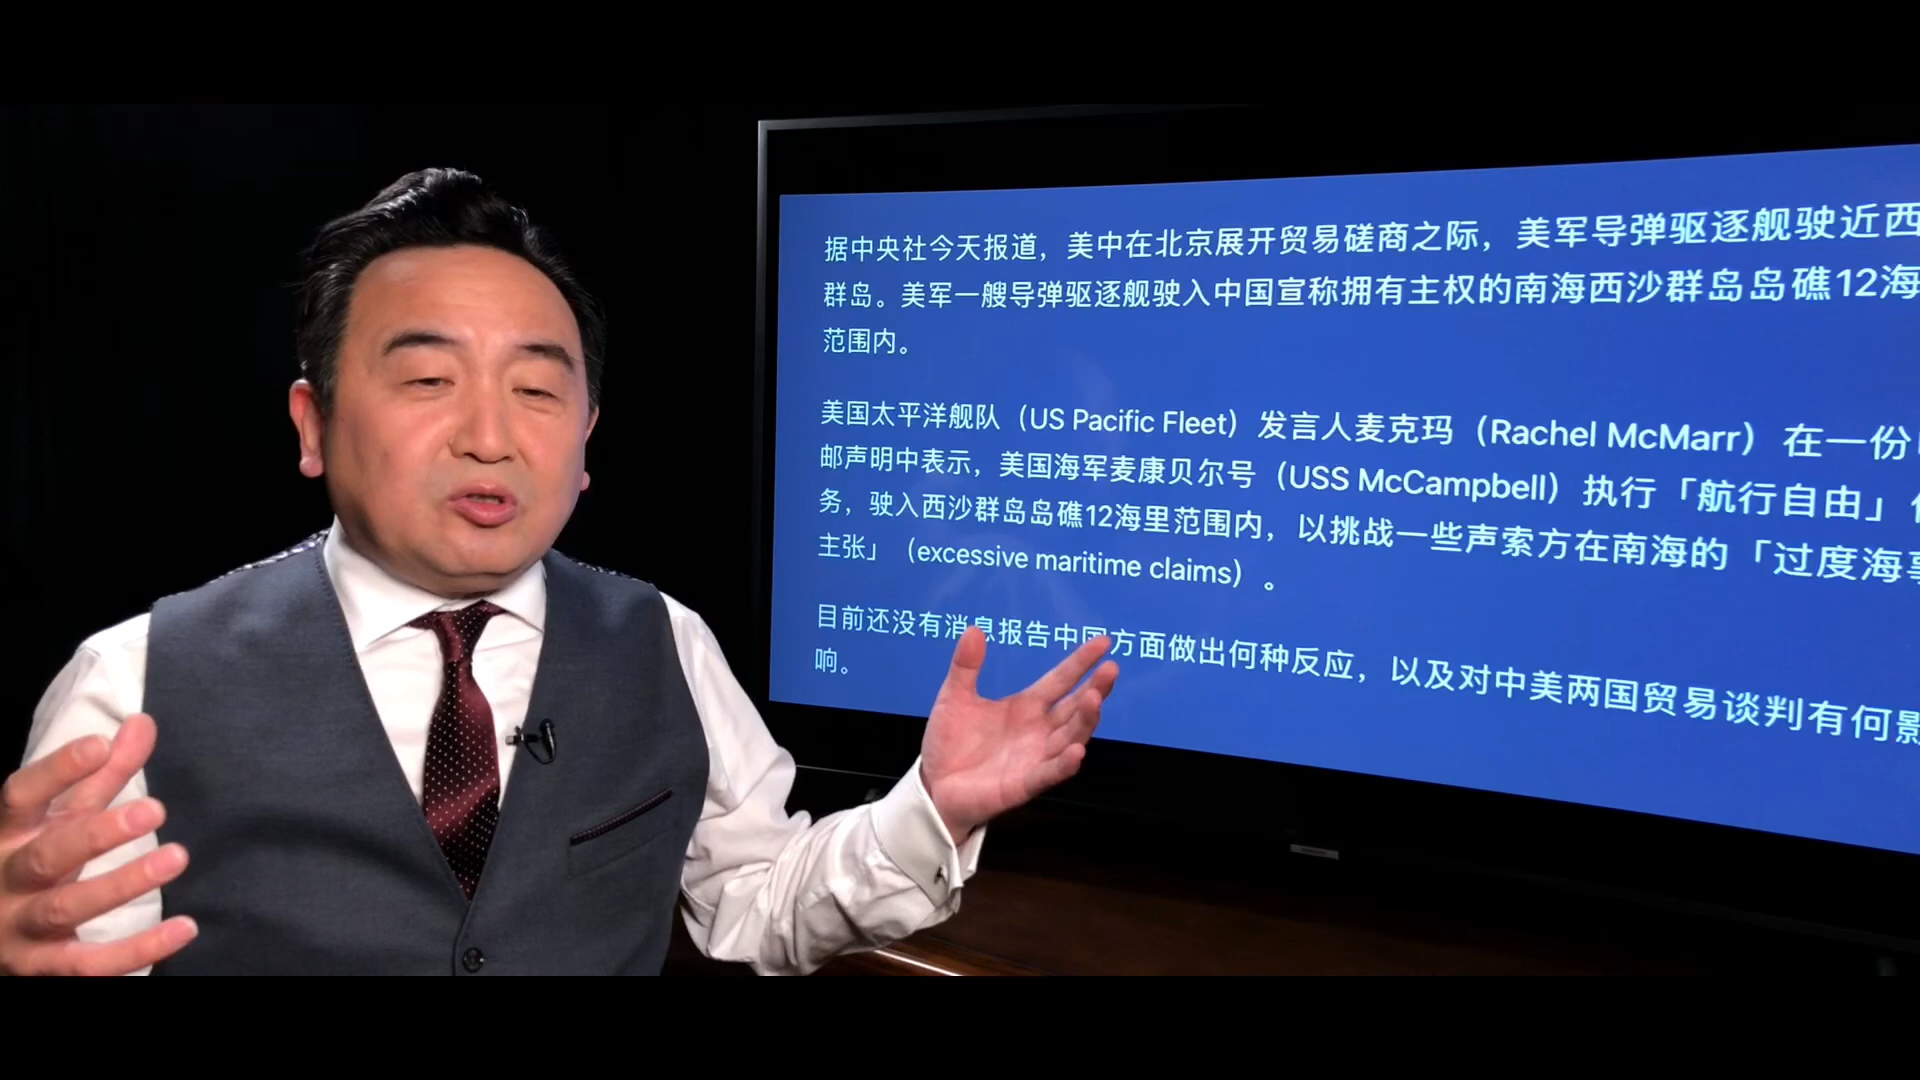 据中央社今天报道，美中在北京展开贸易磋商之际，美军导弹驱逐舰驶近西
群岛。美军一艘导弹驱逐舰驶入中国宣称拥有主权的南海西沙群岛岛礁12海
范围内。
美国太平洋舰队（US Pacific Fleet）发言人麦克玛（Rachel McMarr）在一份
邮声明中表示，美国海军麦康贝尔号（USS McCampbell）执行「航行自由」
务，驶入西沙群岛岛礁12海里范围内，以挑战一些声索方在南海的「过度海事
主张」（excessive maritime claims）。
目前还没有消息报告中国方面做出何种反应，以及对中美两国贸易谈判有何影
响。